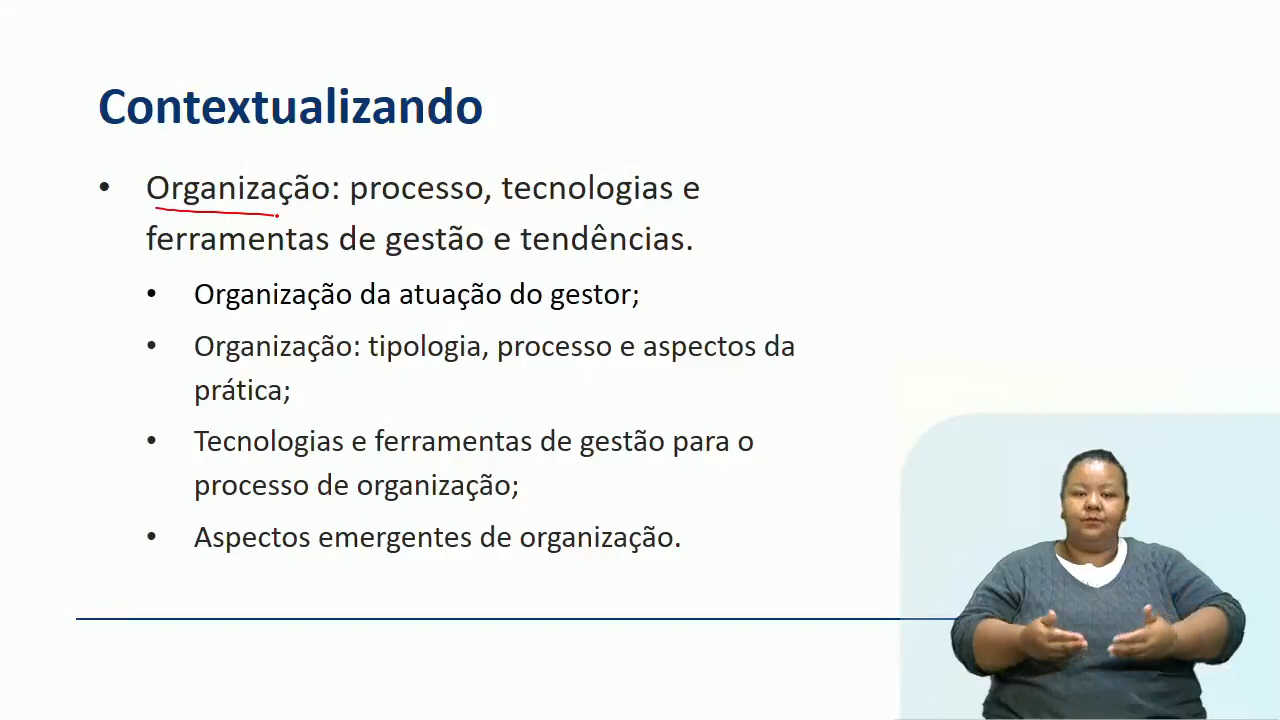 Contextualizando
• Organização: processo, tecnologias e
ferramentas de gestão e tendências.
• Organização da atuação do gestor;
• Organização: tipologia, processo e aspectos da
prática;
• Tecnologias e ferramentas de gestão para o
processo de organização;
• Aspectos emergentes de organização.